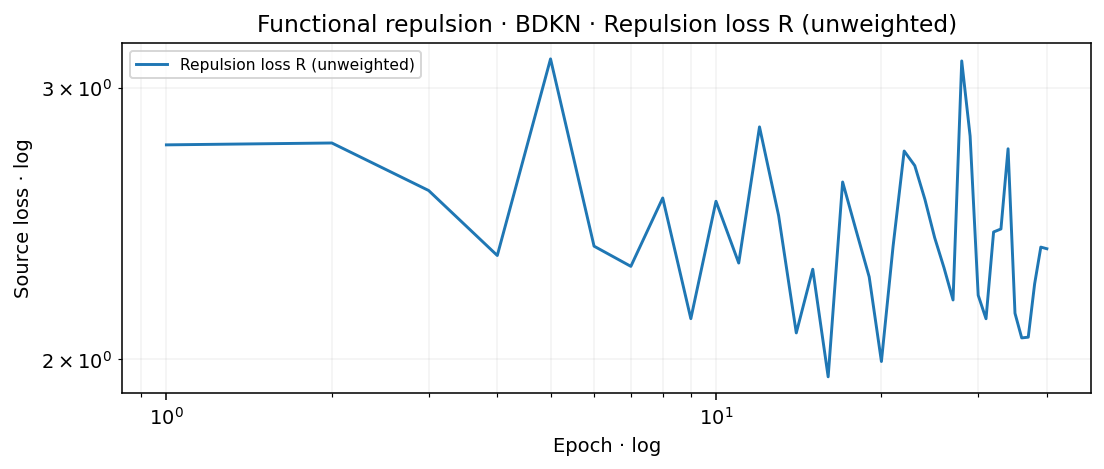 Functional repulsion · BDKN · Repulsion loss R (unweighted)
Repulsion loss R (unweighted)
3 × 10⁰
Source loss · log
2 × 10⁰
10⁰ 10¹
Epoch · log